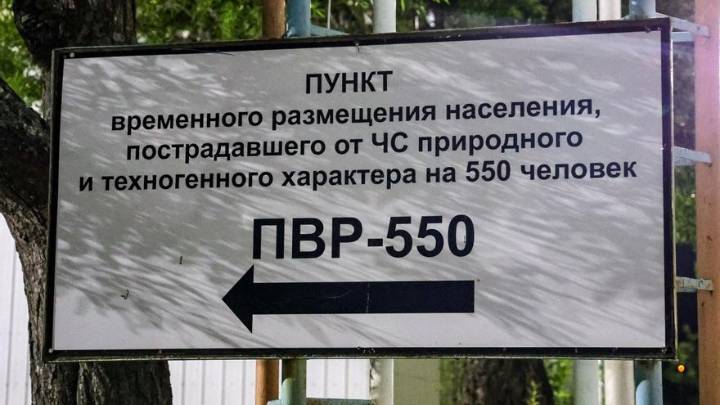 ПУНКТ
временного размещения населения,
пострадавшего от ЧС природного
и техногенного характера на 550 человек
ПВР-550